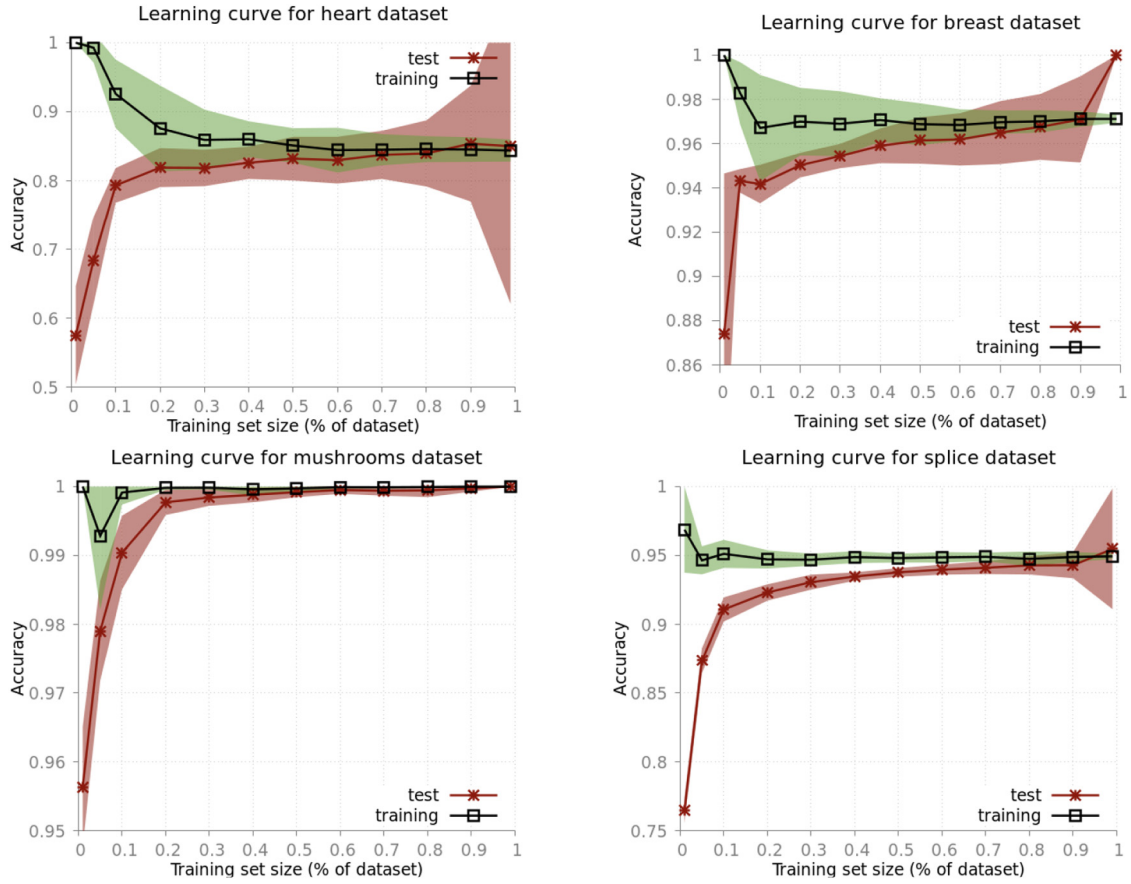 Learning curve for heart dataset
1
0.9
0.8
0.7
0.6
0.5
Accuracy
test
training
0 0.1 0.2 0.3 0.4 0.5 0.6 0.7 0.8 0.9 1
Training set size (% of dataset)
Learning curve for breast dataset
1
0.98
0.96
0.94
0.92
0.9
0.88
0.86
Accuracy
test
training
0 0.1 0.2 0.3 0.4 0.5 0.6 0.7 0.8 0.9 1
Training set size (% of dataset)
Learning curve for mushrooms dataset
1
0.99
0.98
0.97
0.96
0.95
Accuracy
test
training
0 0.1 0.2 0.3 0.4 0.5 0.6 0.7 0.8 0.9 1
Training set size (% of dataset)
Learning curve for splice dataset
1
0.95
0.9
0.85
0.8
0.75
Accuracy
test
training
0 0.1 0.2 0.3 0.4 0.5 0.6 0.7 0.8 0.9 1
Training set size (% of dataset)